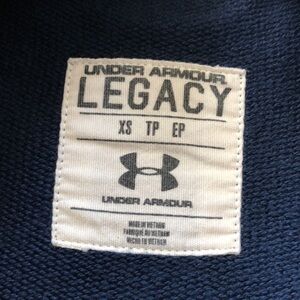 UNDER ARMOUR
LEGACY
XS TP EP
UNDER ARMOUR
MADE IN VIETNAM
FABRIQUÉ AU VIETNAM
HECHO EN VIETNAM